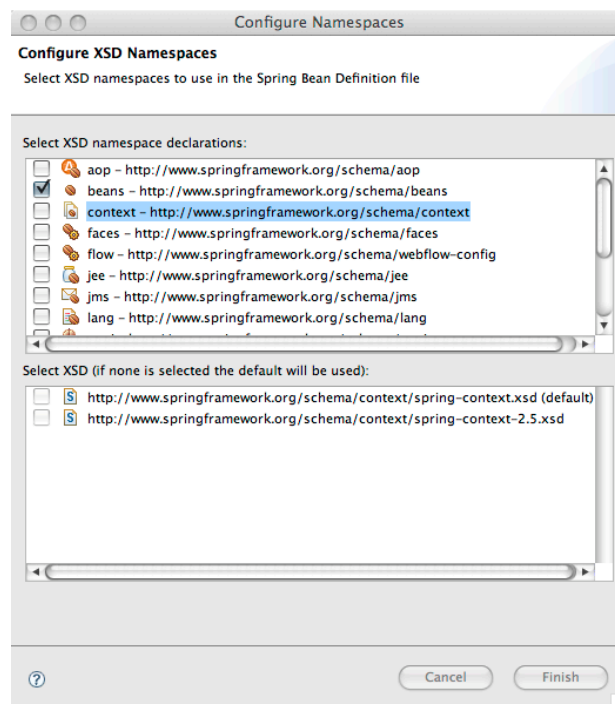 Configure Namespaces
Configure XSD Namespaces
Select XSD namespaces to use in the Spring Bean Definition file
Select XSD namespace declarations:
aop – http://www.springframework.org/schema/aop
beans – http://www.springframework.org/schema/beans
context – http://www.springframework.org/schema/context
faces – http://www.springframework.org/schema/faces
flow – http://www.springframework.org/schema/webflow-config
jee – http://www.springframework.org/schema/jee
jms – http://www.springframework.org/schema/jms
lang – http://www.springframework.org/schema/lang
Select XSD (if none is selected the default will be used):
http://www.springframework.org/schema/context/spring-context.xsd (default)
http://www.springframework.org/schema/context/spring-context-2.5.xsd
Cancel
Finish